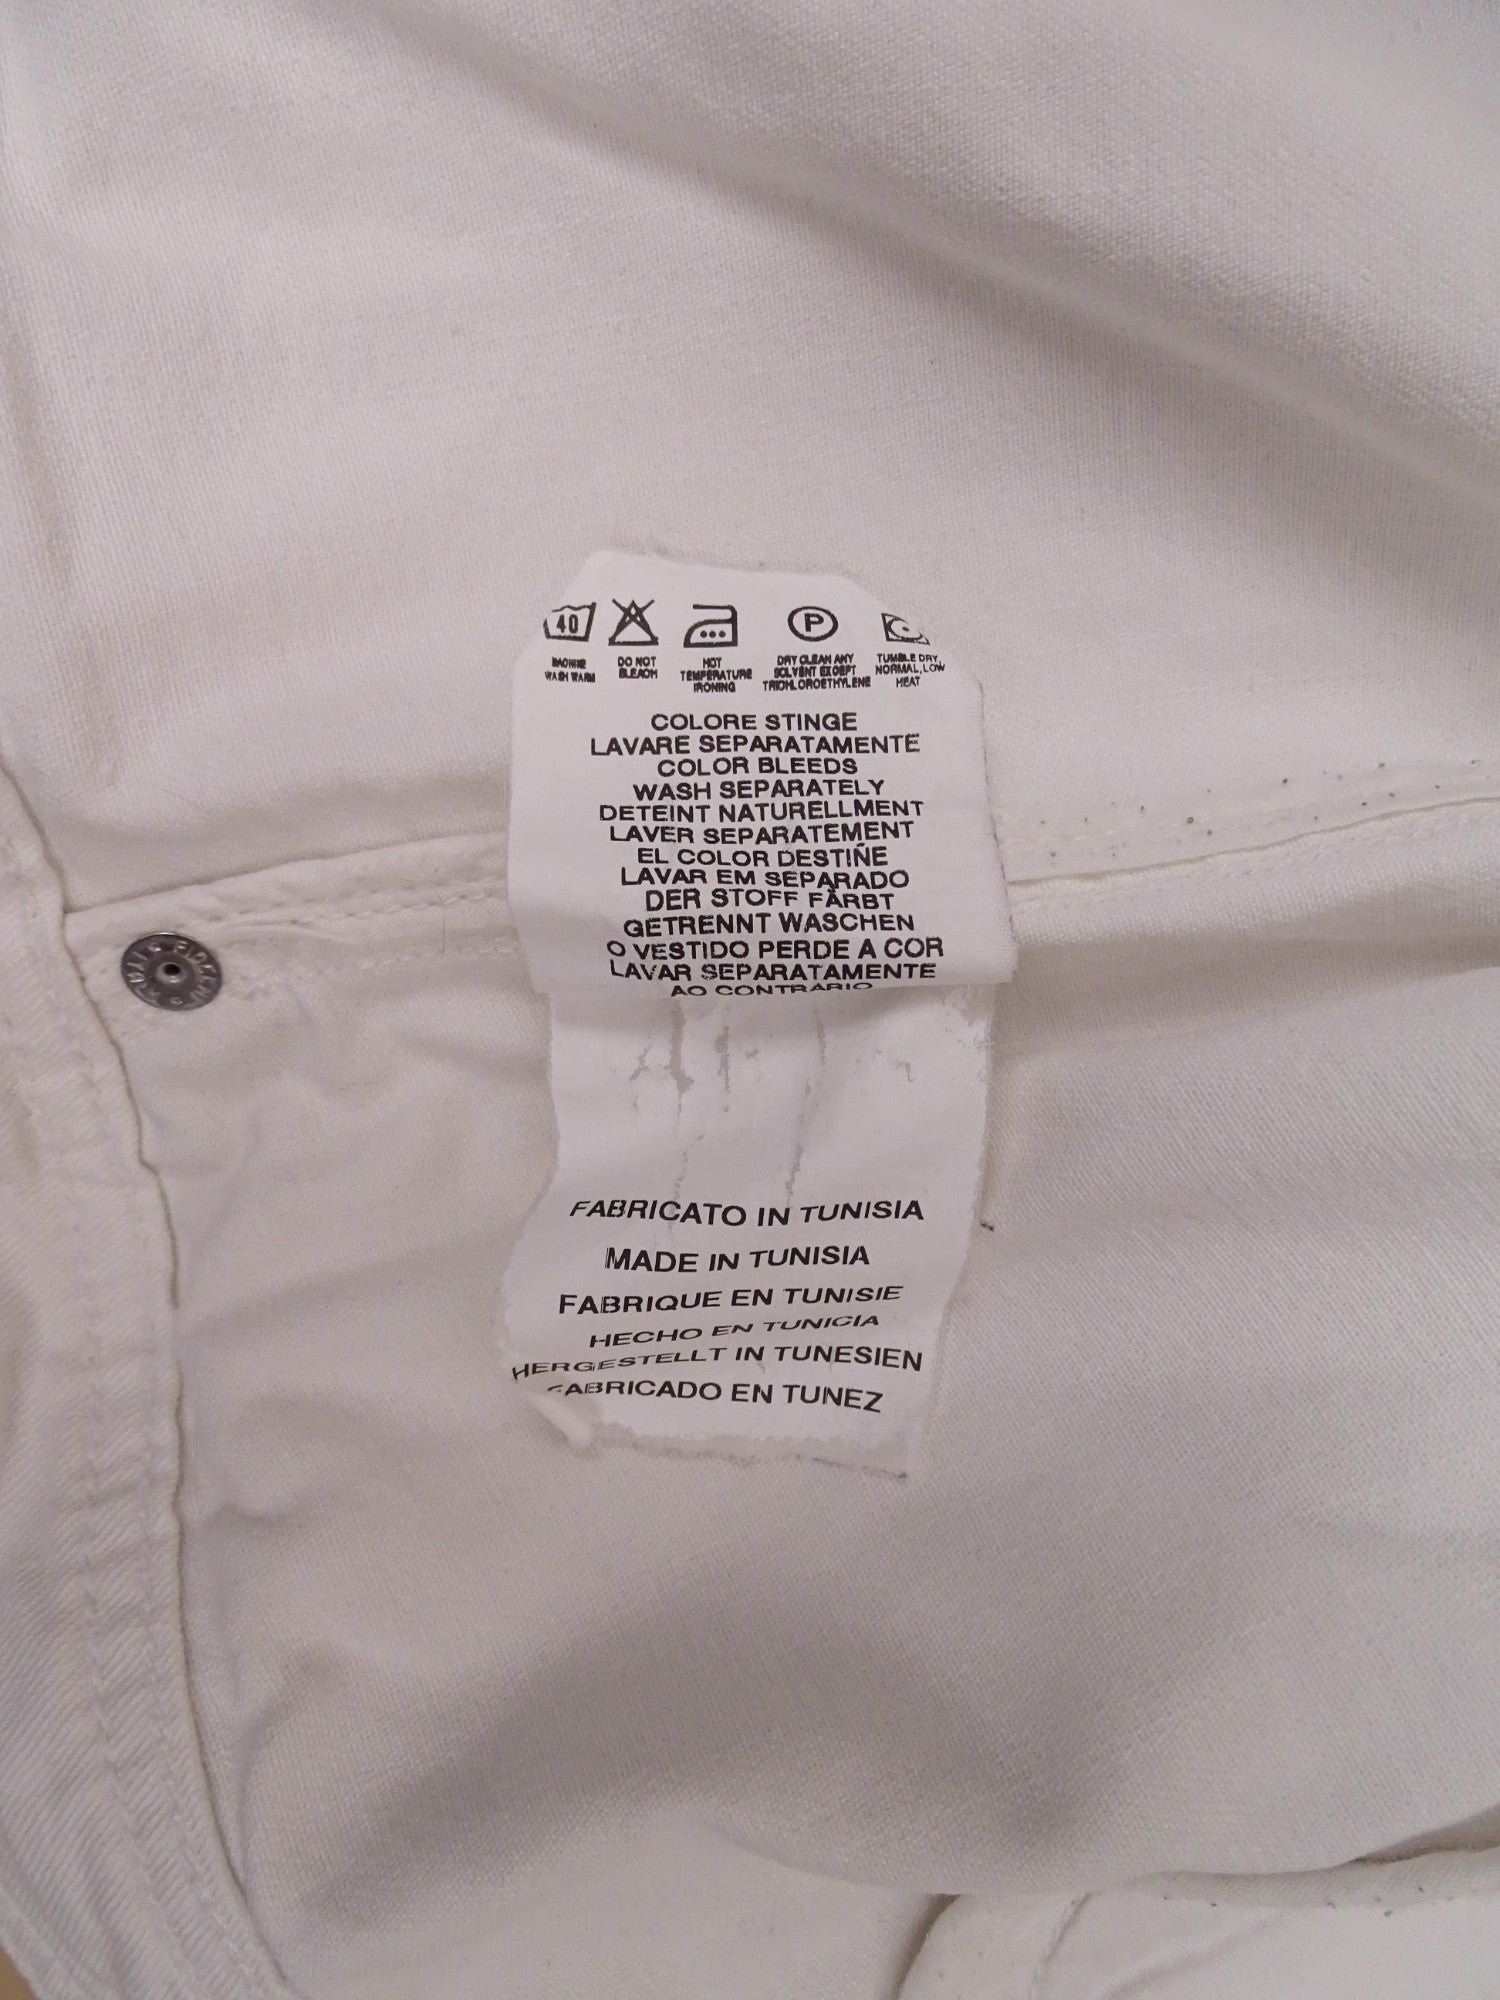 40
P
MACHINE
WASH WARM
DO NOT
BLEACH
HOT
TEMPERATURE
IRONING
DRY CLEAN ANY
SOLVENT EXCEPT
TRICHLOROETHYLENE
TUMBLE DRY,
NORMAL, LOW
HEAT
COLORE STINGE
LAVARE SEPARATAMENTE
COLOR BLEEDS
WASH SEPARATELY
DETEINT NATURELLMENT
LAVER SEPARATEMENT
EL COLOR DESTIÑE
LAVAR EM SEPARADO
DER STOFF FÄRBT
GETRENNT WASCHEN
O VESTIDO PERDE A COR
LAVAR SEPARATAMENTE
AO CONTRARIO
FABRICATO IN TUNISIA
MADE IN TUNISIA
FABRIQUE EN TUNISIE
HECHO EN TUNICIA
HERGESTELLT IN TUNESIEN
FABRICADO EN TUNEZ